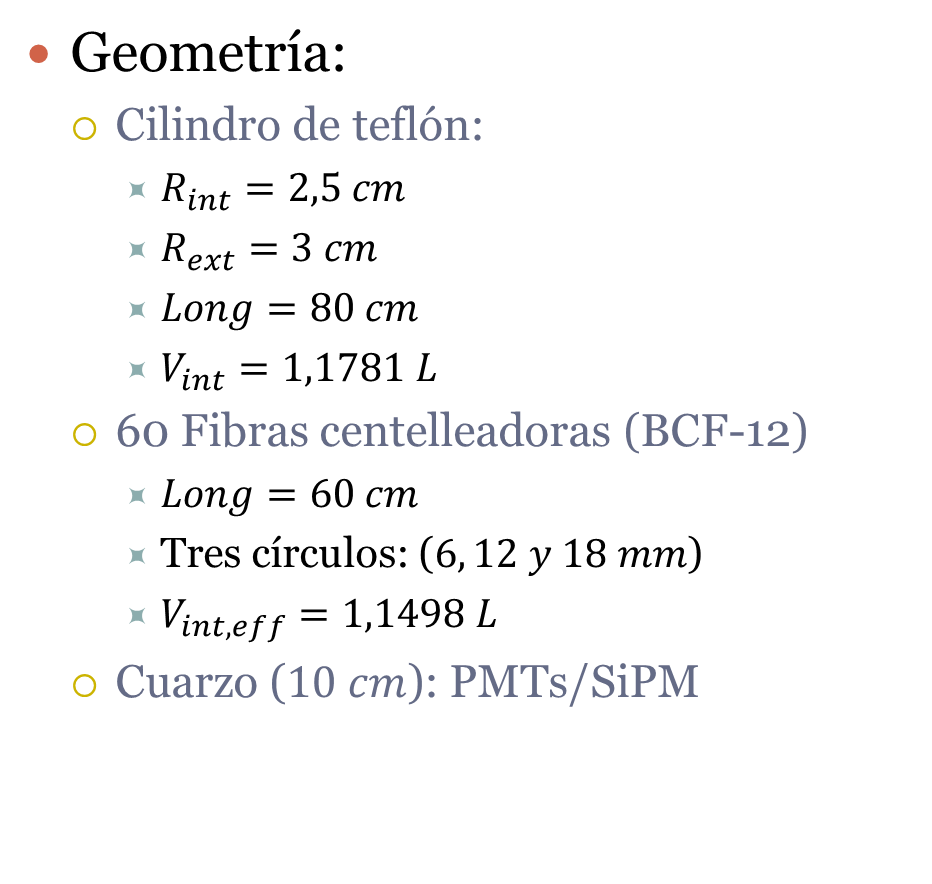 Geometría:
Cilindro de teflón:
R_int = 2,5 cm
R_ext = 3 cm
Long = 80 cm
V_int = 1,1781 L
60 Fibras centelleadoras (BCF-12)
Long = 60 cm
Tres círculos: (6, 12 y 18 mm)
V_int,eff = 1,1498 L
Cuarzo (10 cm): PMTs/SiPM